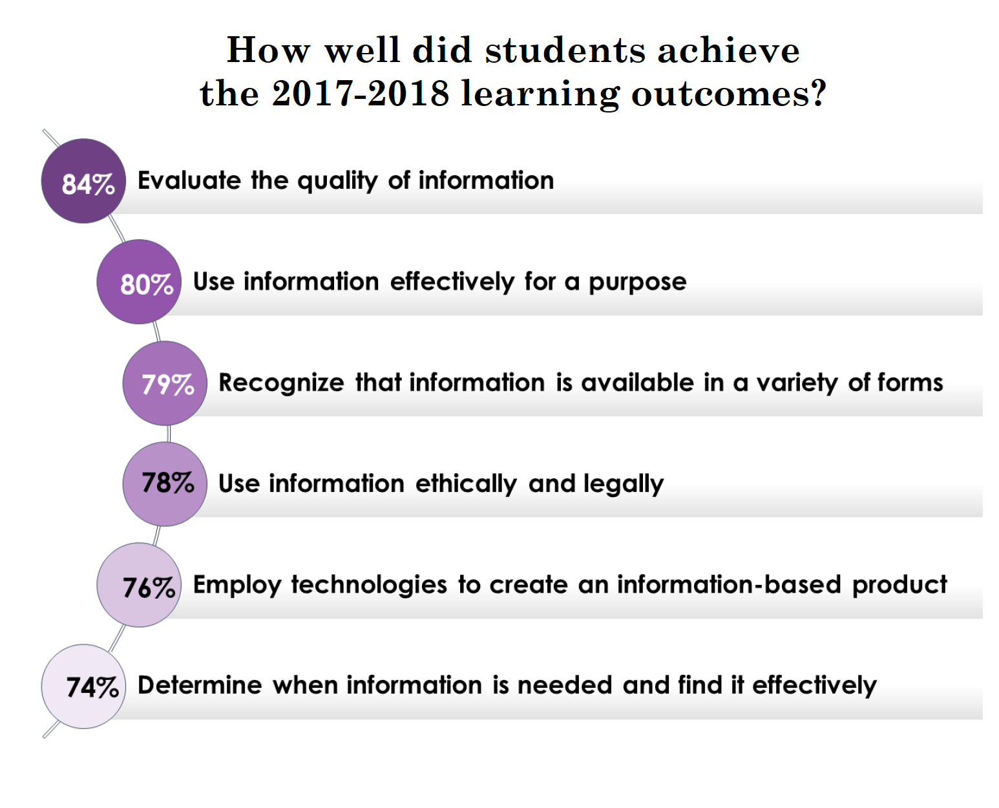 How well did students achieve
the 2017-2018 learning outcomes?
84% Evaluate the quality of information
80% Use information effectively for a purpose
79% Recognize that information is available in a variety of forms
78% Use information ethically and legally
76% Employ technologies to create an information-based product
74% Determine when information is needed and find it effectively